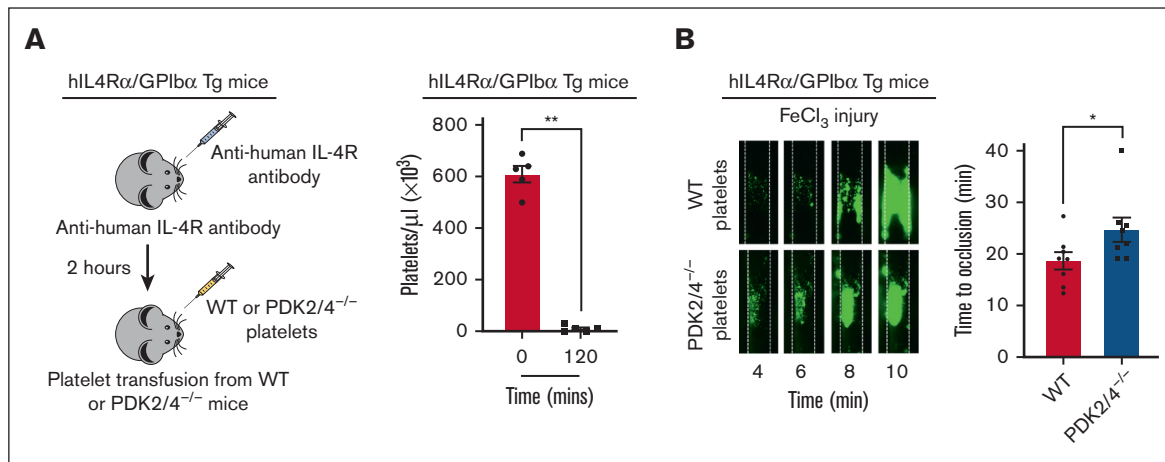 A
hIL4Rα/GPIbα Tg mice
Anti-human IL-4R
antibody
Anti-human IL-4R antibody
2 hours
WT or PDK2/4−/−
platelets
Platelet transfusion from WT
or PDK2/4−/− mice
hIL4Rα/GPIbα Tg mice
**
Platelets/μl (×10³)
800
600
400
200
0
0 120
Time (mins)
B
hIL4Rα/GPIbα Tg mice
FeCl₃ injury
WT
platelets
PDK2/4−/−
platelets
4 6 8 10
Time (min)
*
Time to occlusion (min)
40
30
20
10
0
WT
PDK2/4−/−